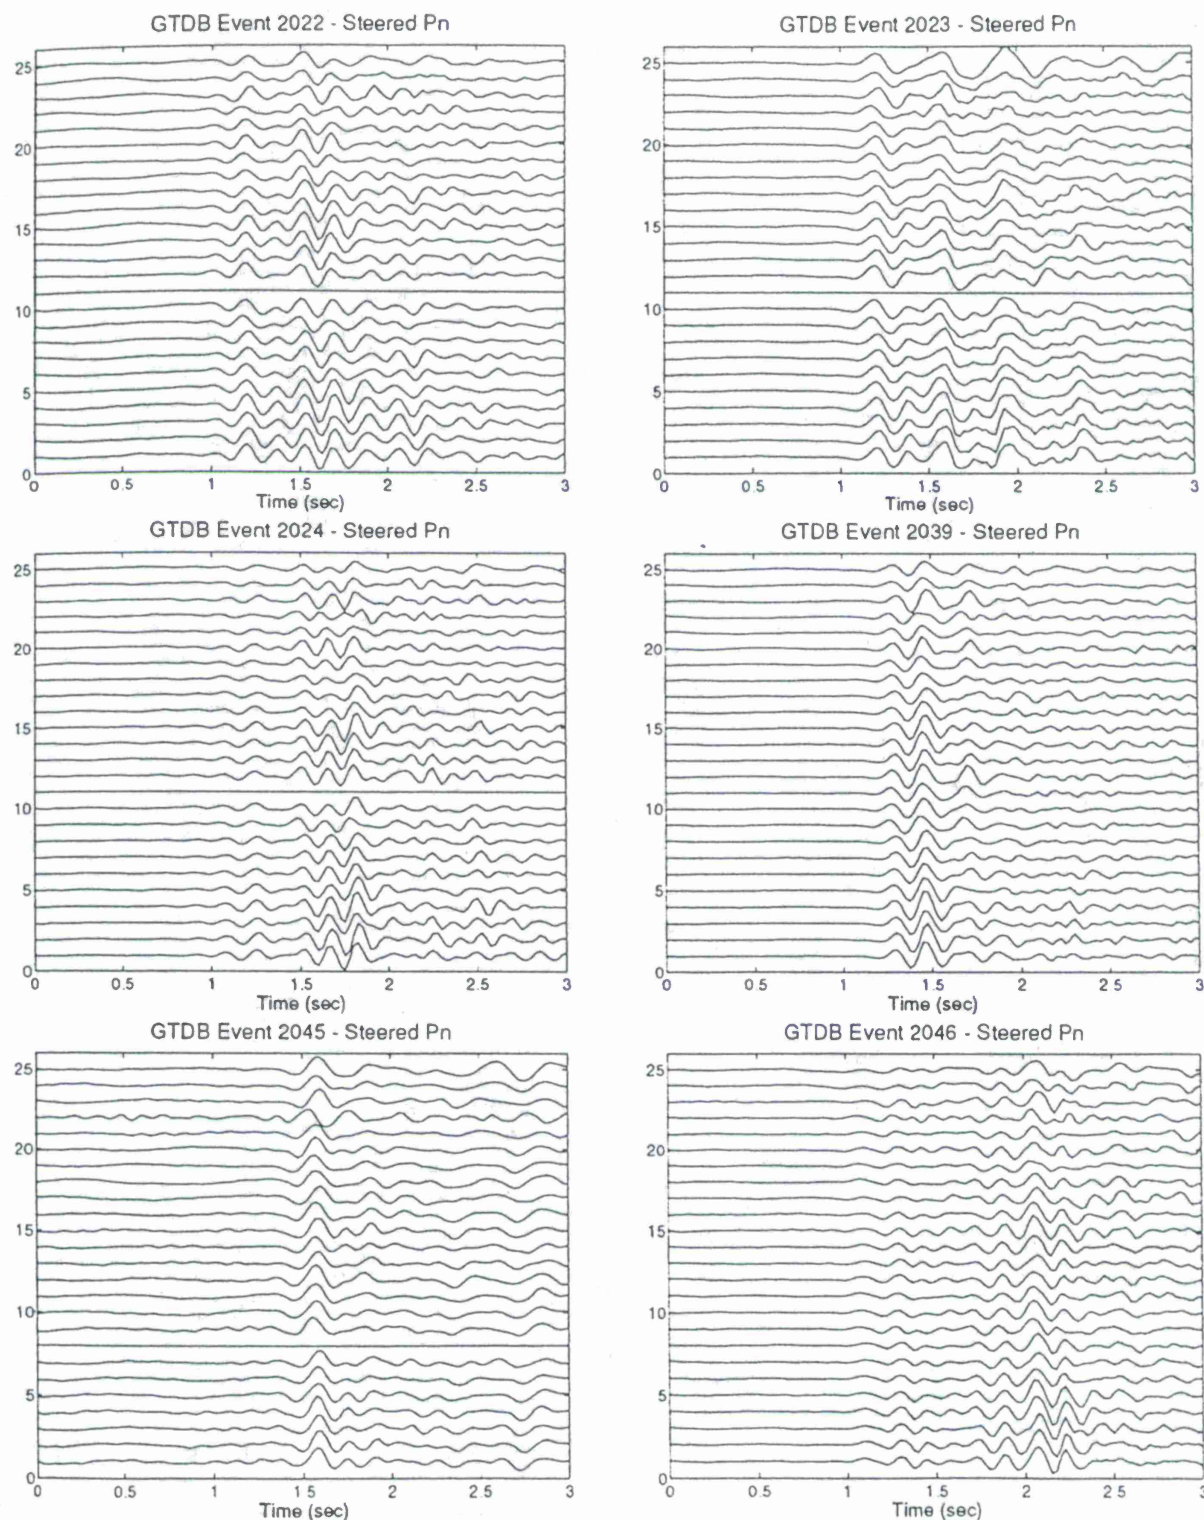 GTDB Event 2022 - Steered Pn
25
20
15
10
5
0
0 0.5 1 1.5 2 2.5 3
Time (sec)
GTDB Event 2023 - Steered Pn
25
20
15
10
5
0
0 0.5 1 1.5 2 2.5 3
Time (sec)
GTDB Event 2024 - Steered Pn
25
20
15
10
5
0
0 0.5 1 1.5 2 2.5 3
Time (sec)
GTDB Event 2039 - Steered Pn
25
20
15
10
5
0
0 0.5 1 1.5 2 2.5 3
Time (sec)
GTDB Event 2045 - Steered Pn
25
20
15
10
5
0
0 0.5 1 1.5 2 2.5 3
Time (sec)
GTDB Event 2046 - Steered Pn
25
20
15
10
5
0
0 0.5 1 1.5 2 2.5 3
Time (sec)